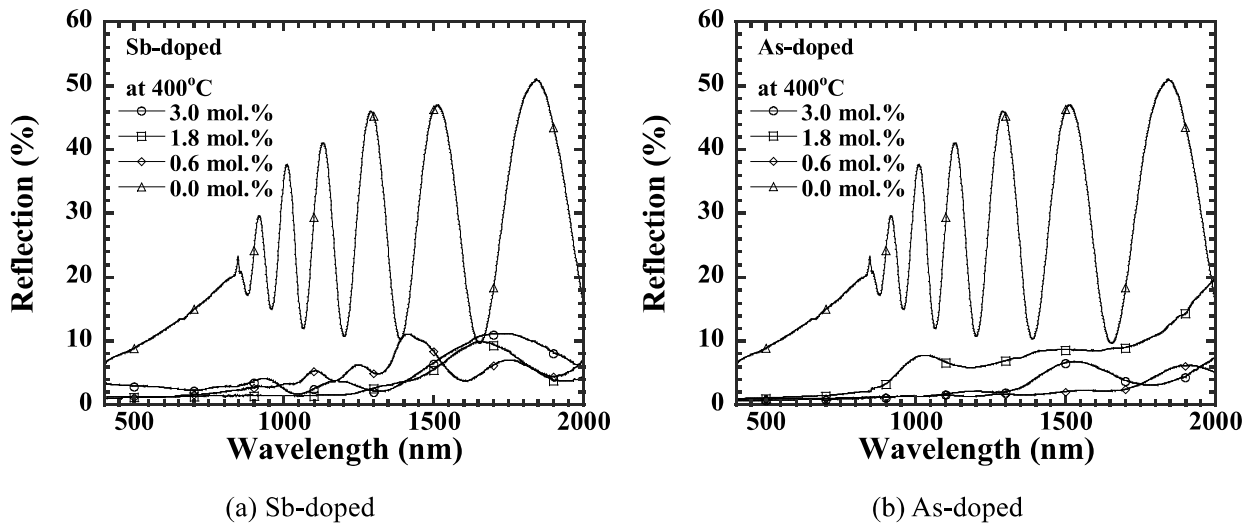 60
50
40
30
20
10
0
Reflection (%)
Sb-doped
at 400°C
3.0 mol.%
1.8 mol.%
0.6 mol.%
0.0 mol.%
500 1000 1500 2000
Wavelength (nm)
(a) Sb-doped
60
50
40
30
20
10
0
Reflection (%)
As-doped
at 400°C
3.0 mol.%
1.8 mol.%
0.6 mol.%
0.0 mol.%
500 1000 1500 2000
Wavelength (nm)
(b) As-doped